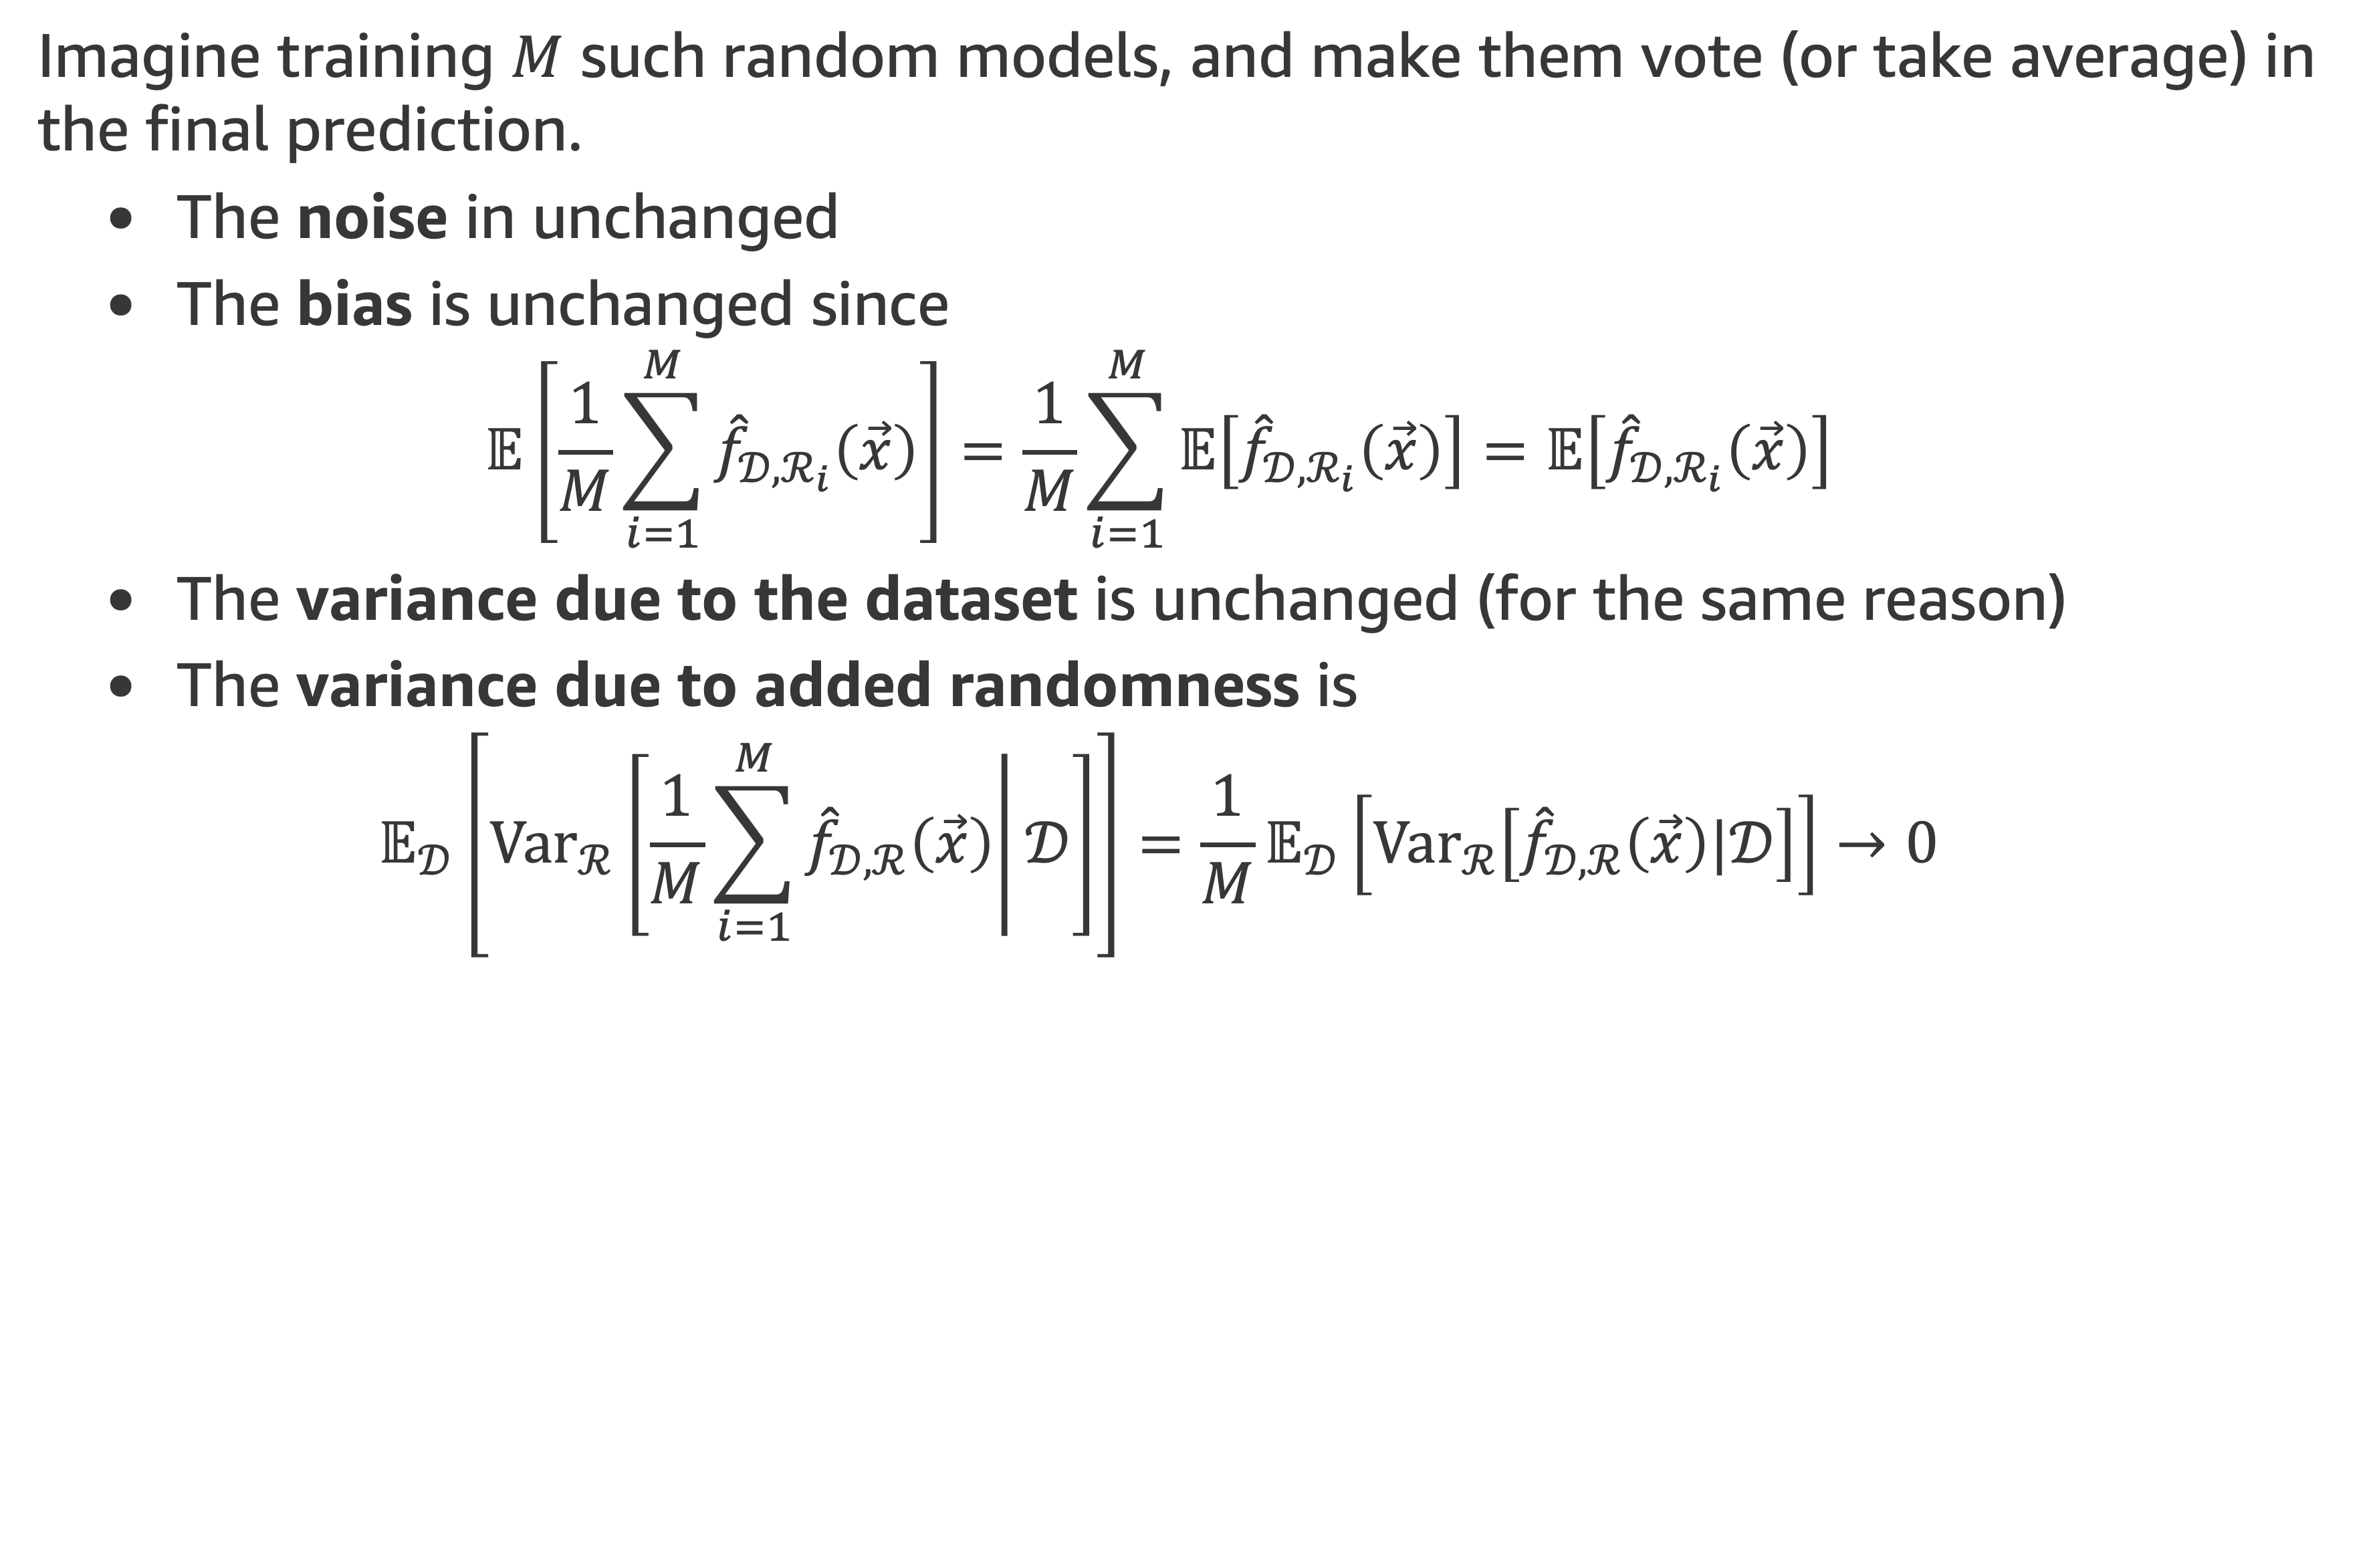 Imagine training M such random models, and make them vote (or take average) in
the final prediction.
• The noise in unchanged
• The bias is unchanged since
𝔼[1/M ∑_{i=1}^{M} f̂_{𝒟,ℛ_i}(x⃗)] = 1/M ∑_{i=1}^{M} 𝔼[f̂_{𝒟,ℛ_i}(x⃗)] = 𝔼[f̂_{𝒟,ℛ_i}(x⃗)]
• The variance due to the dataset is unchanged (for the same reason)
• The variance due to added randomness is
𝔼_𝒟[𝕍ar_ℛ[1/M ∑_{i=1}^{M} f̂_{𝒟,ℛ}(x⃗)|𝒟]] = 1/M 𝔼_𝒟[𝕍ar_ℛ[f̂_{𝒟,ℛ}(x⃗)|𝒟]] → 0